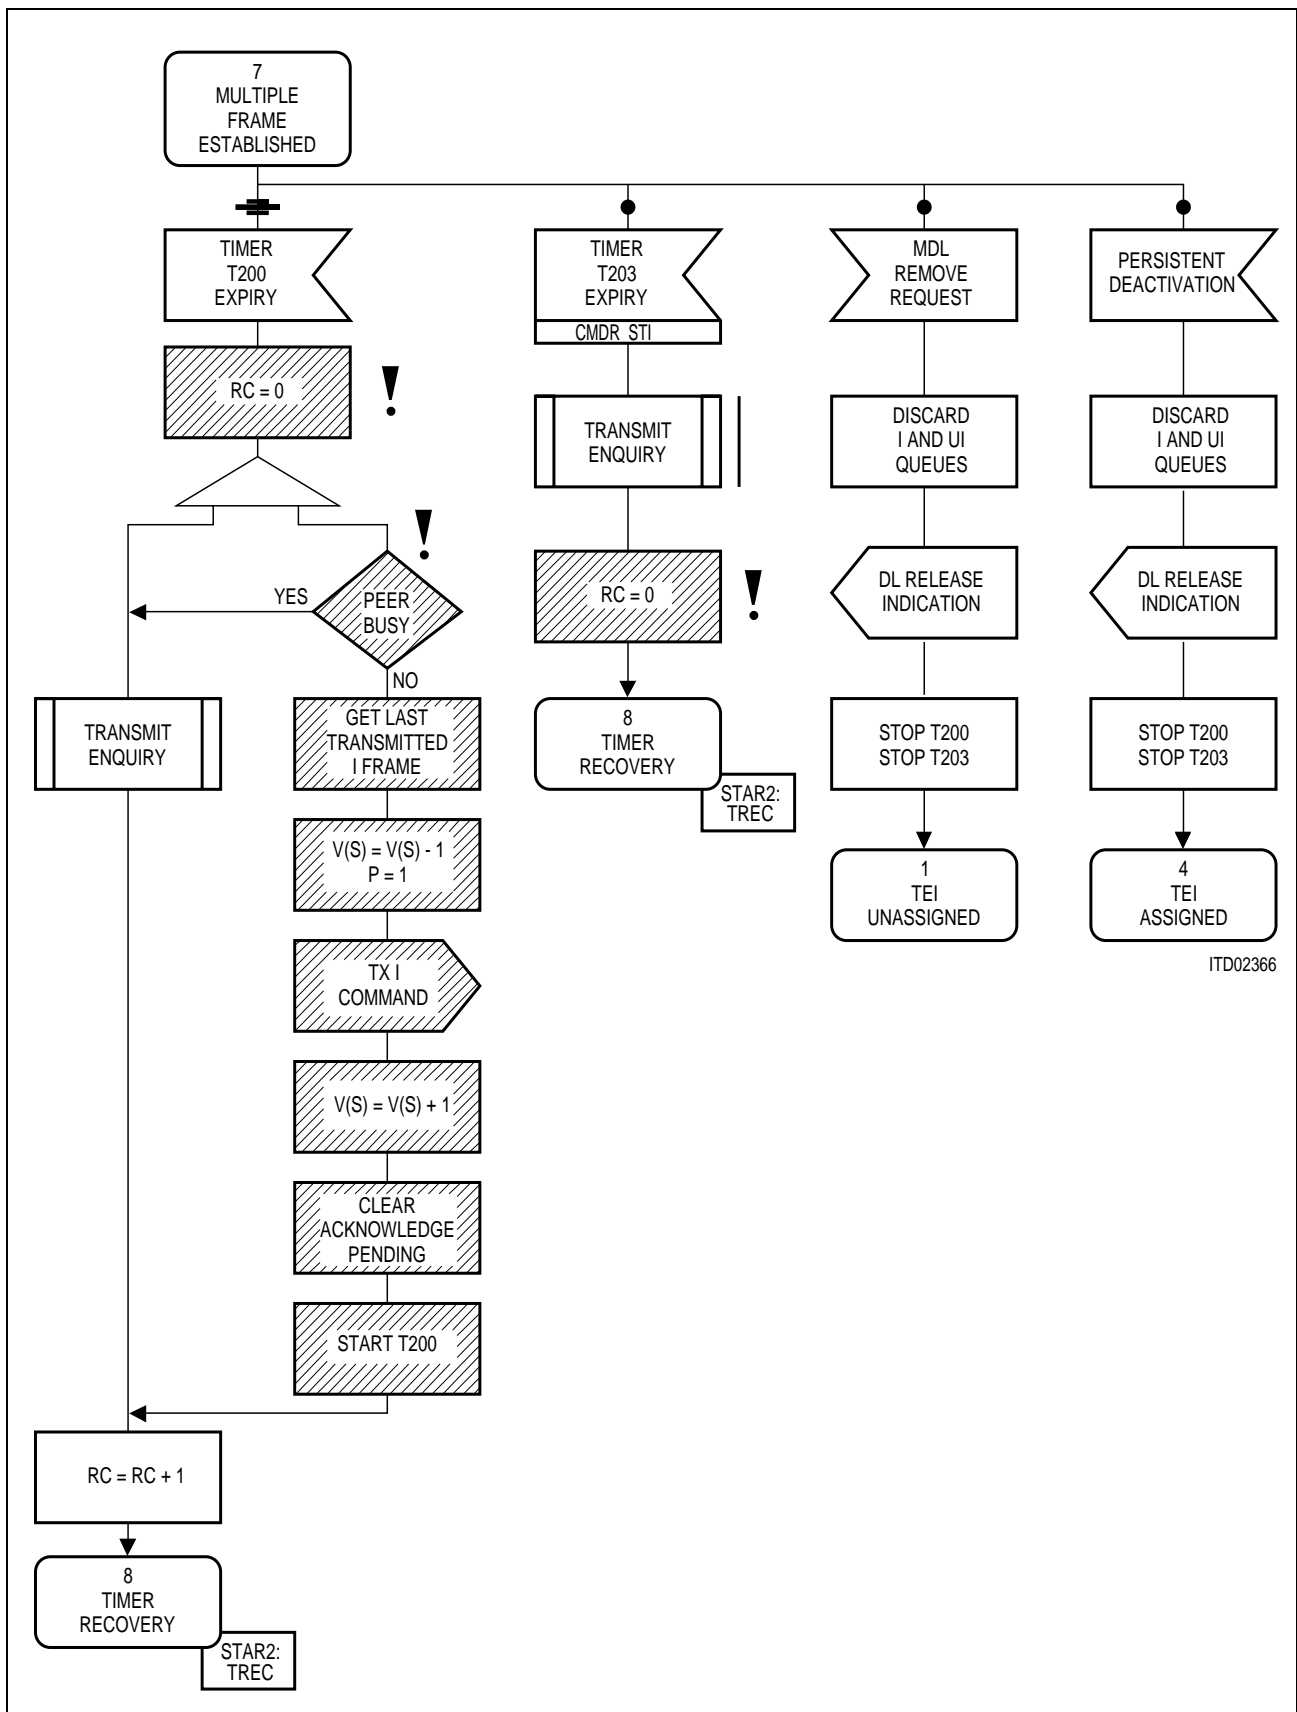 7
MULTIPLE
FRAME
ESTABLISHED
TIMER
T200
EXPIRY
TIMER
T203
EXPIRY
CMDR STI
MDL
REMOVE
REQUEST
PERSISTENT
DEACTIVATION
RC = 0
!
TRANSMIT
ENQUIRY
DISCARD
I AND UI
QUEUES
DISCARD
I AND UI
QUEUES
!
YES
PEER
BUSY
NO
RC = 0
!
DL RELEASE
INDICATION
DL RELEASE
INDICATION
TRANSMIT
ENQUIRY
GET LAST
TRANSMITTED
I FRAME
8
TIMER
RECOVERY
STAR2:
TREC
STOP T200
STOP T203
STOP T200
STOP T203
V(S) = V(S) - 1
P = 1
1
TEI
UNASSIGNED
4
TEI
ASSIGNED
ITD02366
TX I
COMMAND
V(S) = V(S) + 1
CLEAR
ACKNOWLEDGE
PENDING
START T200
RC = RC + 1
8
TIMER
RECOVERY
STAR2:
TREC